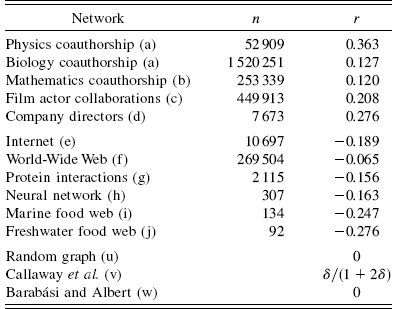 Network n r
Physics coauthorship (a) 52 909 0.363
Biology coauthorship (a) 1 520 251 0.127
Mathematics coauthorship (b) 253 339 0.120
Film actor collaborations (c) 449 913 0.208
Company directors (d) 7 673 0.276
Internet (e) 10 697 −0.189
World-Wide Web (f) 269 504 −0.065
Protein interactions (g) 2 115 −0.156
Neural network (h) 307 −0.163
Marine food web (i) 134 −0.247
Freshwater food web (j) 92 −0.276
Random graph (u) 0
Callaway et al. (v) δ/(1 + 2δ)
Barabási and Albert (w) 0